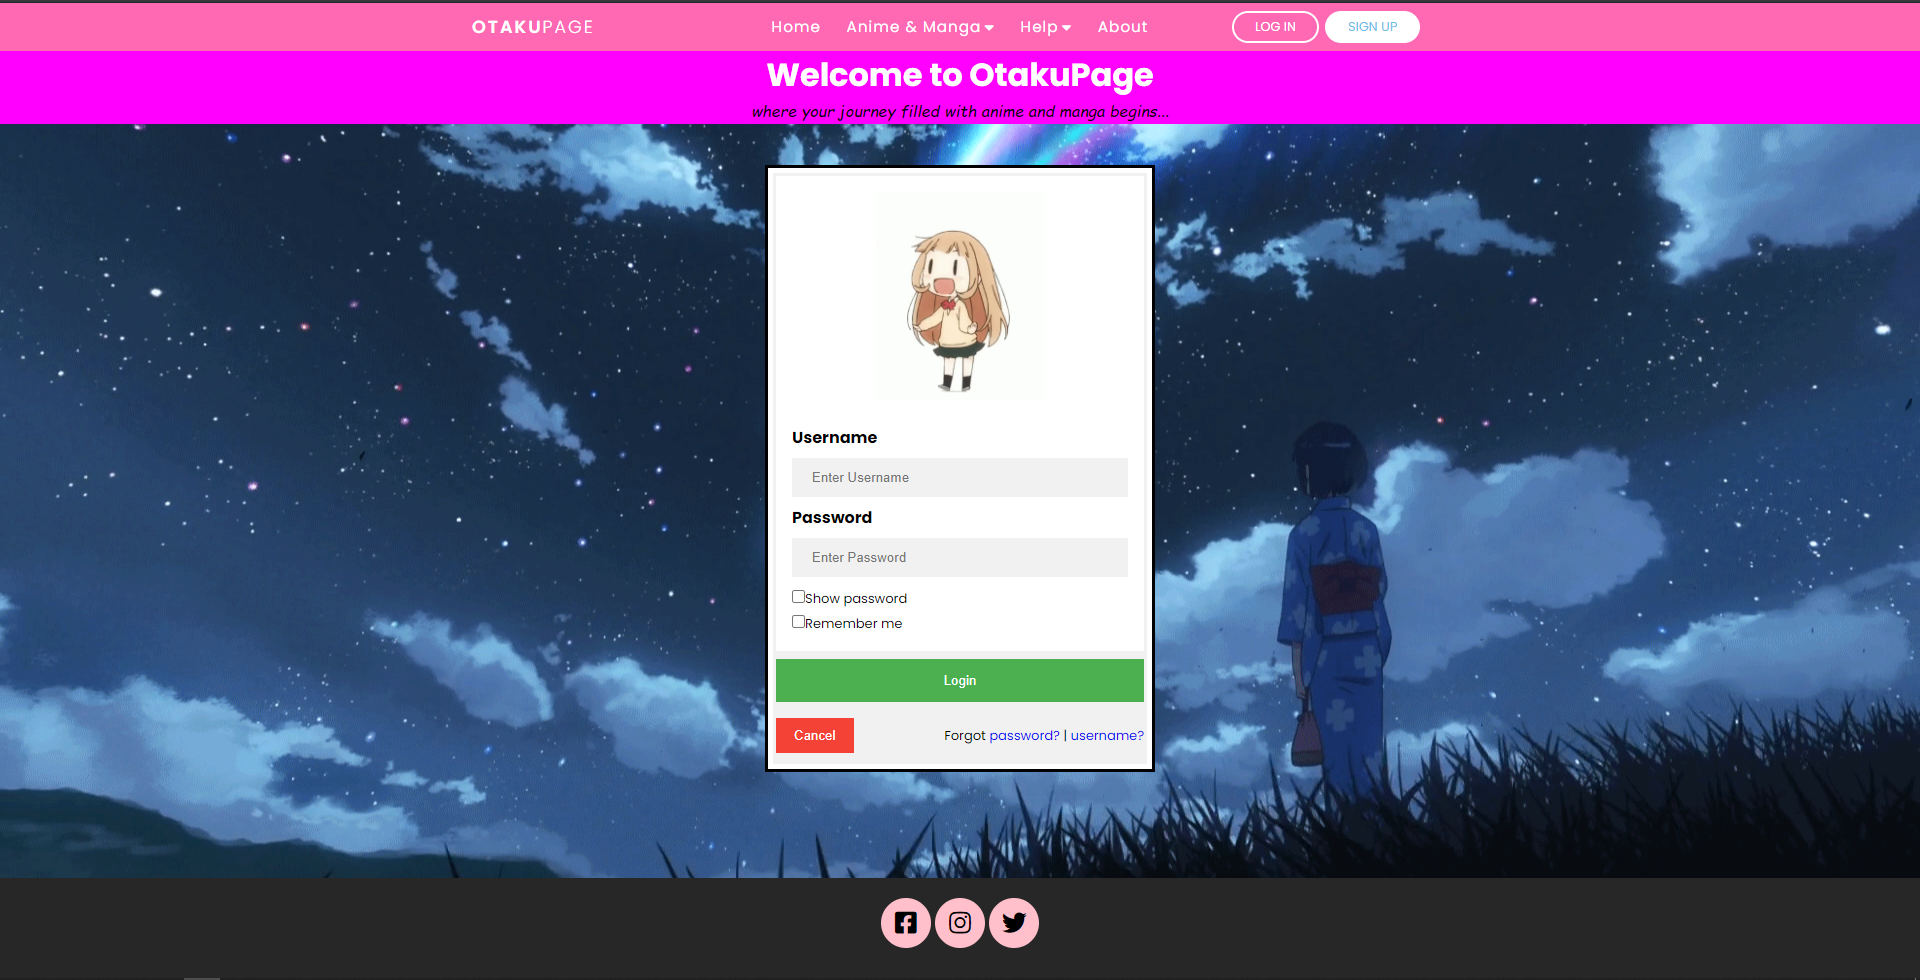 OTAKUPAGE Home Anime & Manga Help About LOG IN SIGN UP
Welcome to OtakuPage
where your journey filled with anime and manga begins...
Username
Enter Username
Password
Enter Password
Show password
Remember me
Login
Cancel Forgot password? | username?